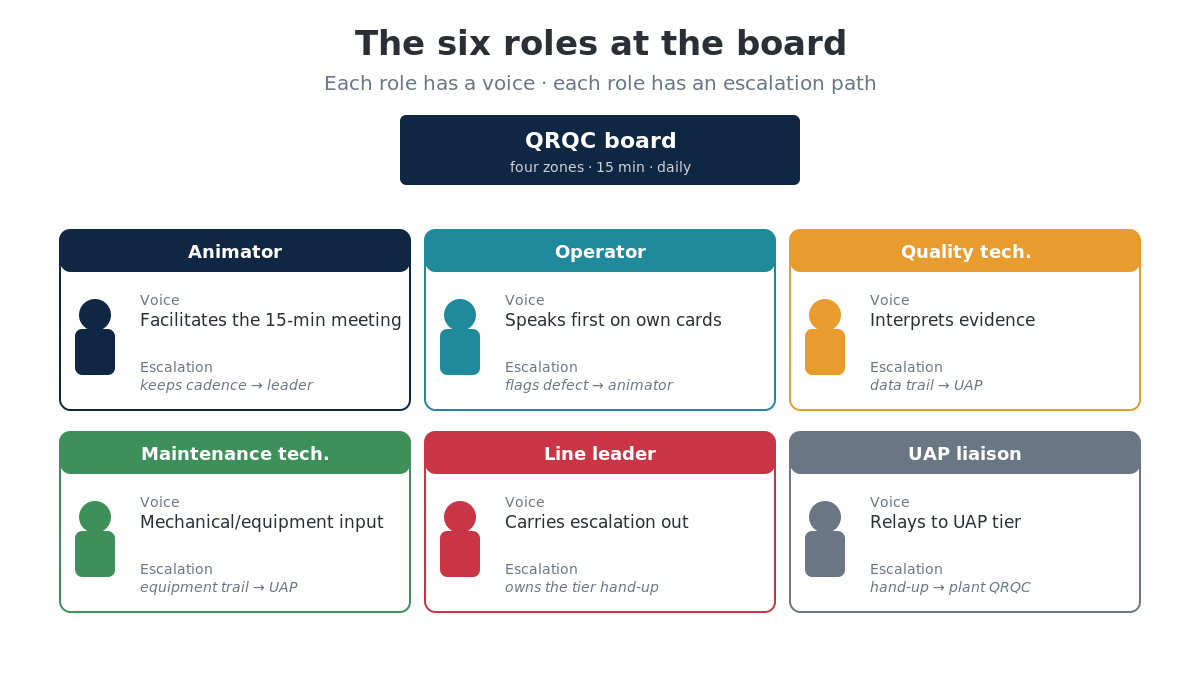 The six roles at the board
Each role has a voice · each role has an escalation path
QRQC board
four zones · 15 min · daily
Animator
Voice
Facilitates the 15-min meeting
Escalation
keeps cadence → leader
Operator
Voice
Speaks first on own cards
Escalation
flags defect → animator
Quality tech.
Voice
Interprets evidence
Escalation
data trail → UAP
Maintenance tech.
Voice
Mechanical/equipment input
Escalation
equipment trail → UAP
Line leader
Voice
Carries escalation out
Escalation
owns the tier hand-up
UAP liaison
Voice
Relays to UAP tier
Escalation
hand-up → plant QRQC